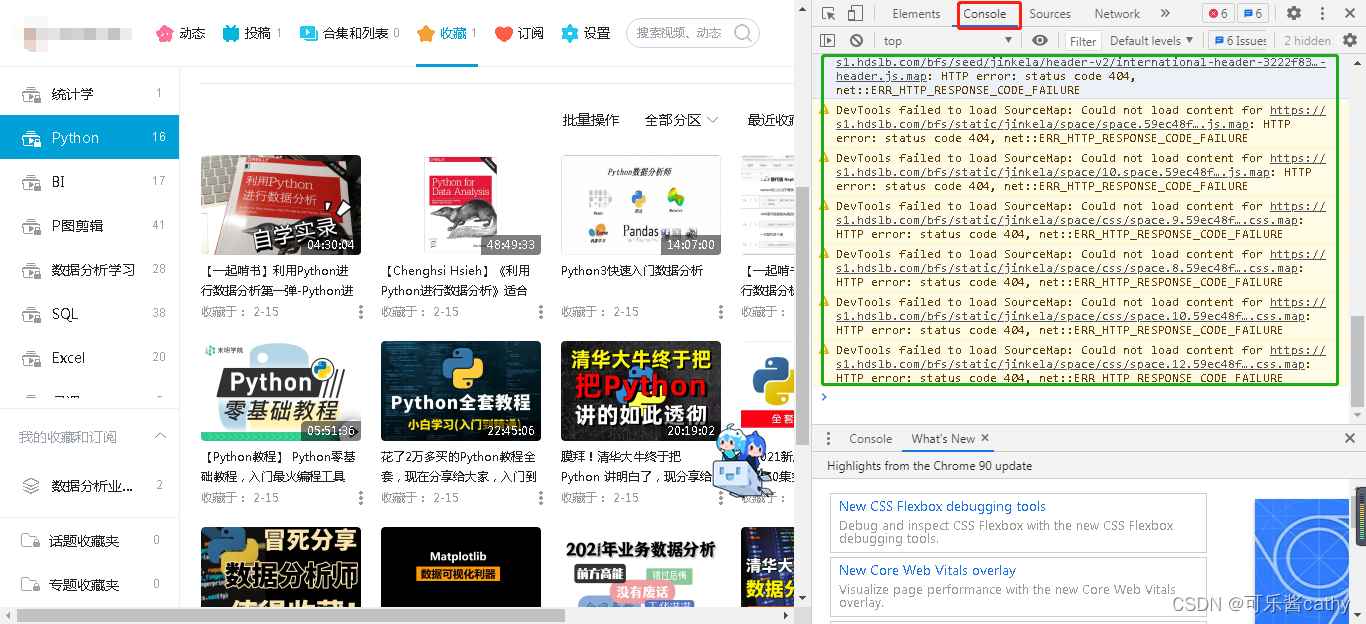 动态
投稿 1
合集和列表 0
收藏 1
订阅
设置
搜索视频、动态
统计学 1
Python 16
BI 17
P图剪辑 41
数据分析学习 28
SQL 38
Excel 20
我的收藏和订阅
数据分析业... 2
话题收藏夹 0
专题收藏夹 0
批量操作
全部分区
最近收藏
O'REILLY
利用Python
进行数据分析
自学实录
04:30:04
【一起啃书】利用Python进
行数据分析第一弹-Python进
收藏于： 2-15
O'REILLY
Python for
Data Analysis
48:49:33
【Chenghsi Hsieh】《利用
Python进行数据分析》适台
收藏于： 2-15
Python数据分析师
Pandas
14:07:00
Python3快速入门数据分析
收藏于： 2-15
【一起啃书
行数据分析
收藏于： 2-15
未明学院
Python
零基础教程
05:51:36
【Python教程】 Python零基
础教程，入门最火编程工具
收藏于： 2-15
Python全套教程
小白学习(入门到精通)
22:45:06
花了2万多买的Python教程全
套，现在分享给大家，入门到
收藏于： 2-15
清华大牛终于把
把Python
讲的如此透彻
20:19:02
膜拜！清华大牛终于把
Python 讲明白了，现分享给
收藏于： 2-15
全套
收藏于： 2-15
冒死分享
数据分析师
值得收藏!
Matplotlib
数据可视化利器
2021年业务数据分析
前方高能
错过后悔
没有废话
Elements
Console
Sources
Network
6
6
top
Filter
Default levels
6 Issues
2 hidden
s1.hdslb.com/bfs/seed/jinkela/header-v2/international-header-3222f83…-
header.js.map: HTTP error: status code 404,
net::ERR_HTTP_RESPONSE_CODE_FAILURE
DevTools failed to load SourceMap: Could not load content for https://
s1.hdslb.com/bfs/static/jinkela/space/space.59ec48f….js.map: HTTP
error: status code 404, net::ERR_HTTP_RESPONSE_CODE_FAILURE
DevTools failed to load SourceMap: Could not load content for https://
s1.hdslb.com/bfs/static/jinkela/space/10.space.59ec48f….js.map: HTTP
error: status code 404, net::ERR_HTTP_RESPONSE_CODE_FAILURE
DevTools failed to load SourceMap: Could not load content for https://
s1.hdslb.com/bfs/static/jinkela/space/css/space.9.59ec48f….css.map:
HTTP error: status code 404, net::ERR_HTTP_RESPONSE_CODE_FAILURE
DevTools failed to load SourceMap: Could not load content for https://
s1.hdslb.com/bfs/static/jinkela/space/css/space.8.59ec48f….css.map:
HTTP error: status code 404, net::ERR_HTTP_RESPONSE_CODE_FAILURE
DevTools failed to load SourceMap: Could not load content for https://
s1.hdslb.com/bfs/static/jinkela/space/css/space.10.59ec48f….css.map:
HTTP error: status code 404, net::ERR_HTTP_RESPONSE_CODE_FAILURE
DevTools failed to load SourceMap: Could not load content for https://
s1.hdslb.com/bfs/static/jinkela/space/css/space.12.59ec48f….css.map:
HTTP error: status code 404, net::ERR_HTTP_RESPONSE_CODE_FAILURE
Console
What's New
Highlights from the Chrome 90 update
New CSS Flexbox debugging tools
Debug and inspect CSS Flexbox with the new CSS Flexbox
debugging tools.
New Core Web Vitals overlay
Visualize page performance with the new Core Web Vitals
overlay.
CSDN @可乐酱cathy